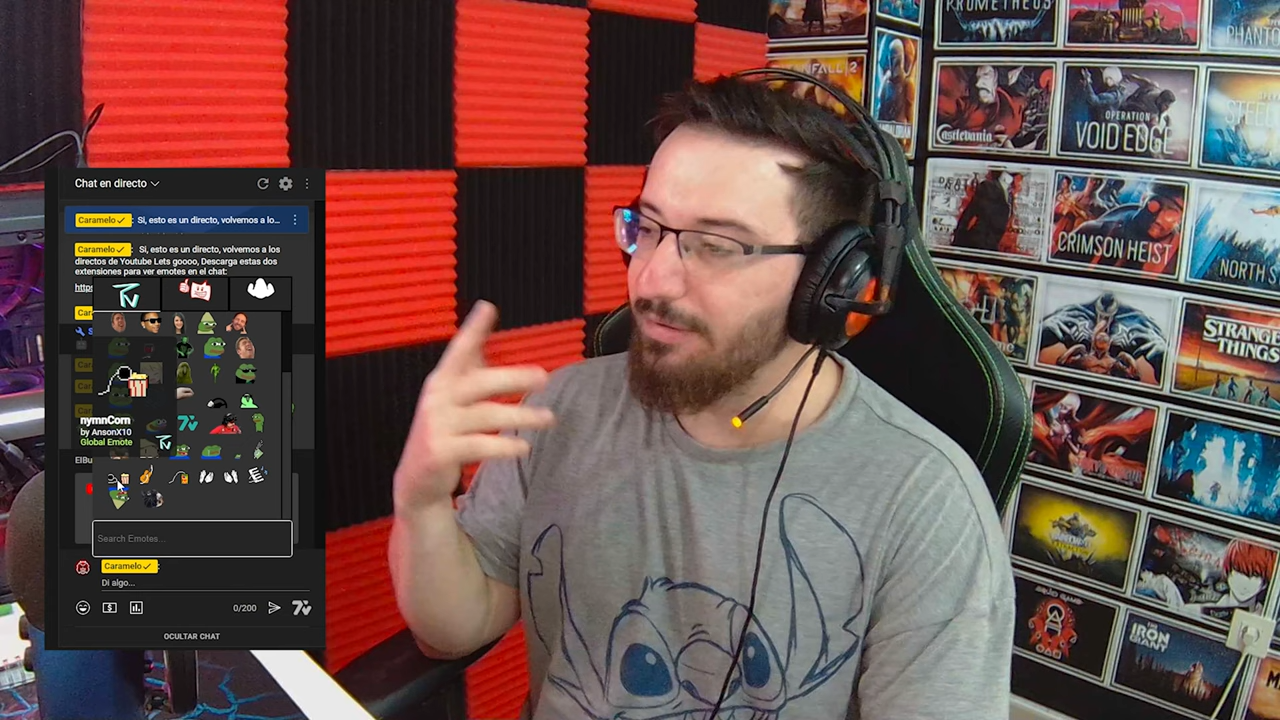 Chat en directo
Caramelo ✓: Si, esto es un directo, volvemos a lo...
Caramelo ✓: Si, esto es un directo, volvemos a los
directos de Youtube Lets goooo, Descarga estas dos
extensiones para ver emotes en el chat:
nymnCorn
by AnsonX10
Global Emote
Search Emotes...
Caramelo ✓:
Di algo...
0/200
OCULTAR CHAT
PROMETHEUS
Castlevania
OPERATION
VOID EDGE
CRIMSON HEIST
STRANGER
THINGS
THE
IRON
GIANT